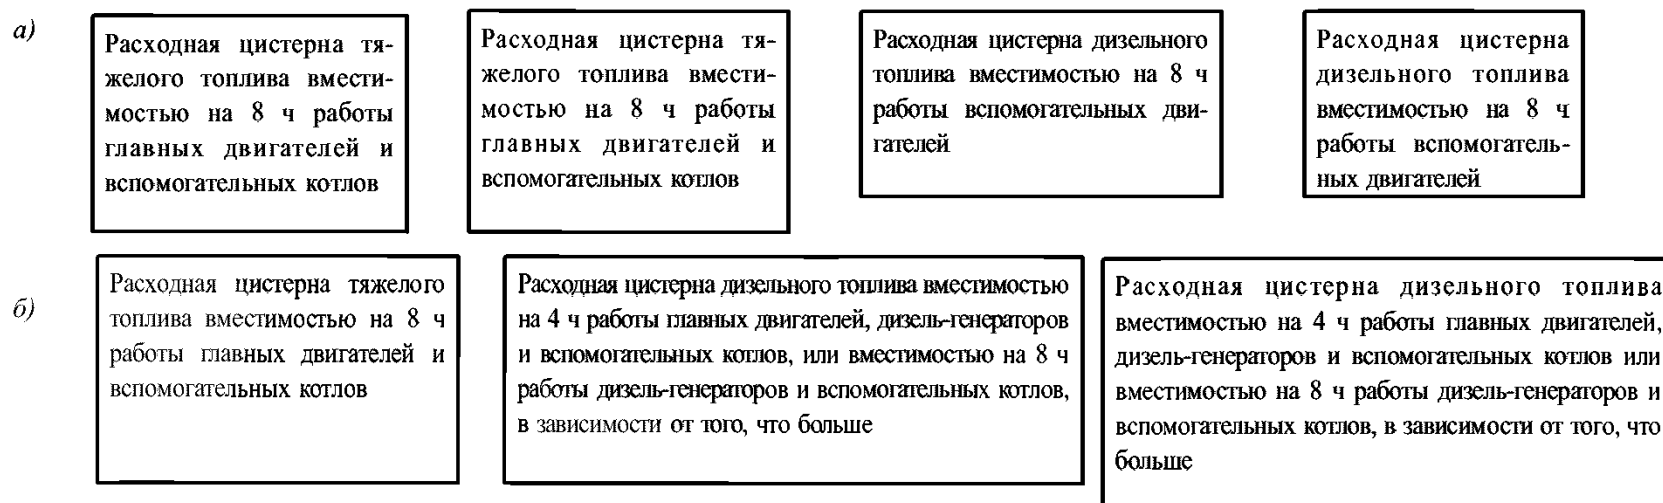 а)
Расходная цистерна тя-
желого топлива вмести-
мостью на 8 ч работы
главных двигателей и
вспомогательных котлов
Расходная цистерна тя-
желого топлива вмести-
мостью на 8 ч работы
главных двигателей и
вспомогательных котлов
Расходная цистерна дизельного
топлива вместимостью на 8 ч
работы вспомогательных дви-
гателей
Расходная цистерна
дизельного топлива
вместимостью на 8 ч
работы вспомогатель-
ных двигателей
б)
Расходная цистерна тяжелого
топлива вместимостью на 8 ч
работы главных двигателей и
вспомогательных котлов
Расходная цистерна дизельного топлива вместимостью
на 4 ч работы главных двигателей, дизель-генераторов
и вспомогательных котлов, или вместимостью на 8 ч
работы дизель-генераторов и вспомогательных котлов,
в зависимости от того, что больше
Расходная цистерна дизельного топлива
вместимостью на 4 ч работы главных двигателей,
дизель-генераторов и вспомогательных котлов или
вместимостью на 8 ч работы дизель-генераторов и
вспомогательных котлов, в зависимости от того, что
больше